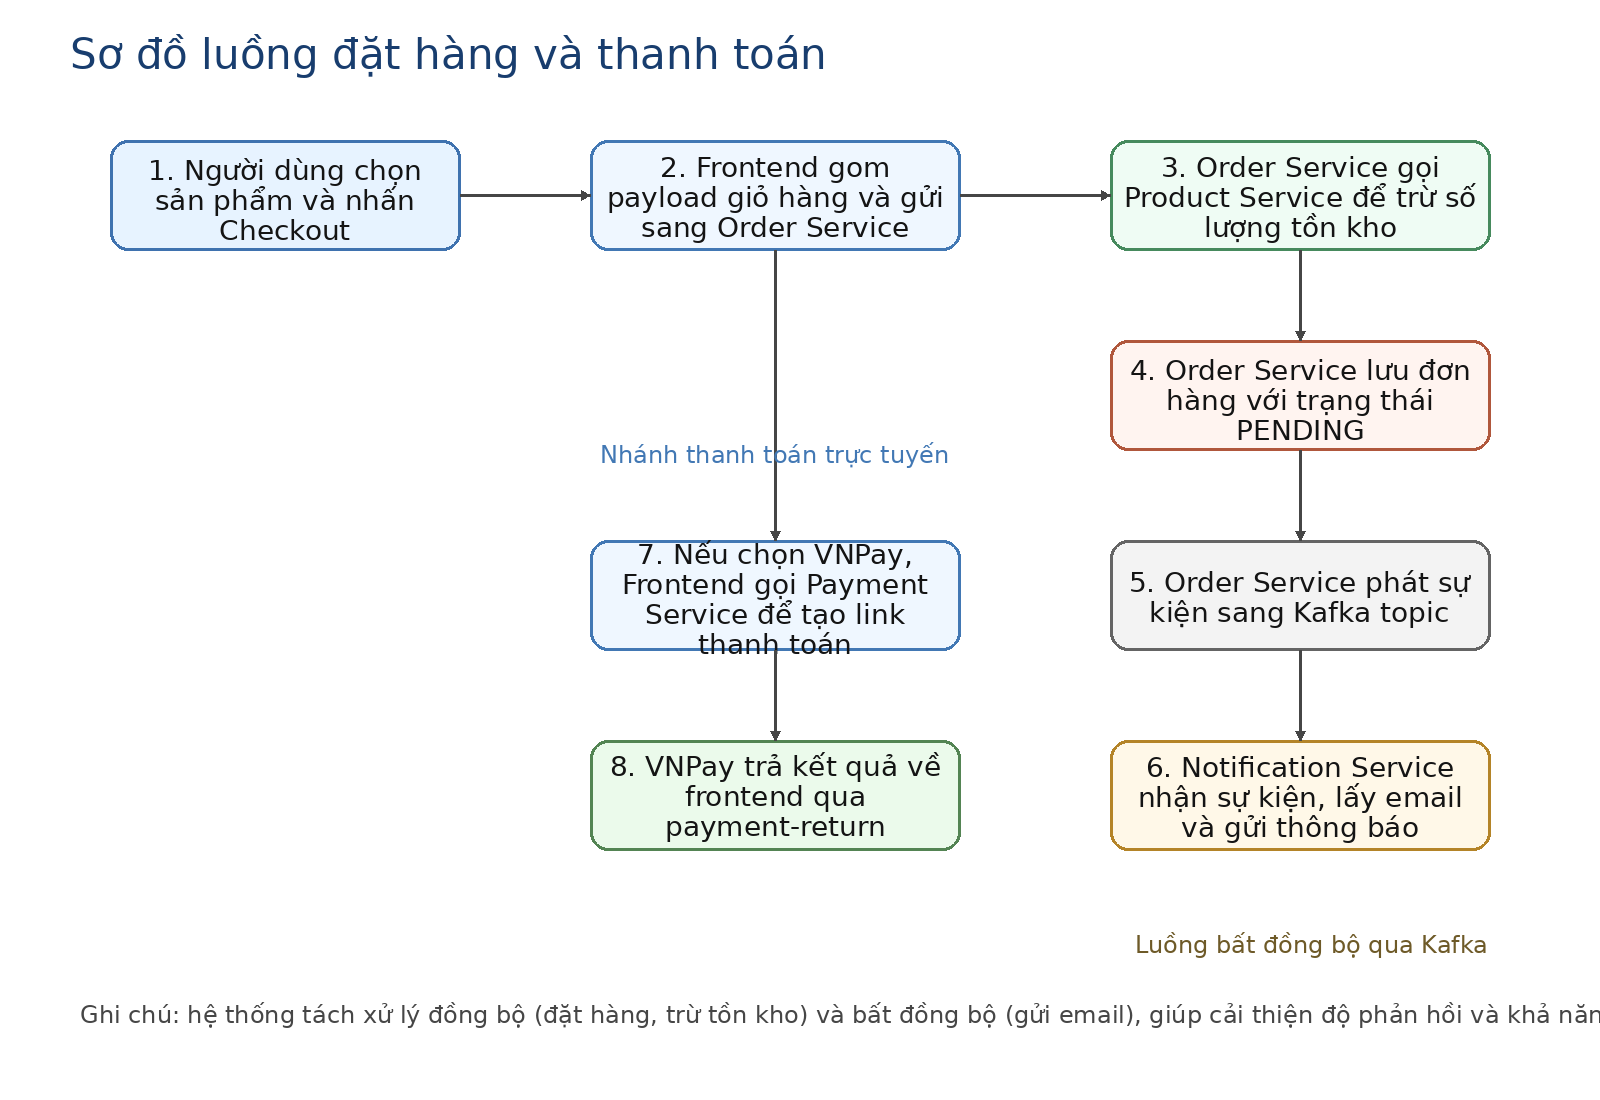 Sơ đồ luồng đặt hàng và thanh toán
1. Người dùng chọn
sản phẩm và nhấn
Checkout
2. Frontend gom
payload giỏ hàng và gửi
sang Order Service
3. Order Service gọi
Product Service để trừ số
lượng tồn kho
4. Order Service lưu đơn
hàng với trạng thái
PENDING
Nhánh thanh toán trực tuyến
7. Nếu chọn VNPay,
Frontend gọi Payment
Service để tạo link
thanh toán
5. Order Service phát sự
kiện sang Kafka topic
8. VNPay trả kết quả về
frontend qua
payment-return
6. Notification Service
nhận sự kiện, lấy email
và gửi thông báo
Luồng bất đồng bộ qua Kafka
Ghi chú: hệ thống tách xử lý đồng bộ (đặt hàng, trừ tồn kho) và bất đồng bộ (gửi email), giúp cải thiện độ phản hồi và khả